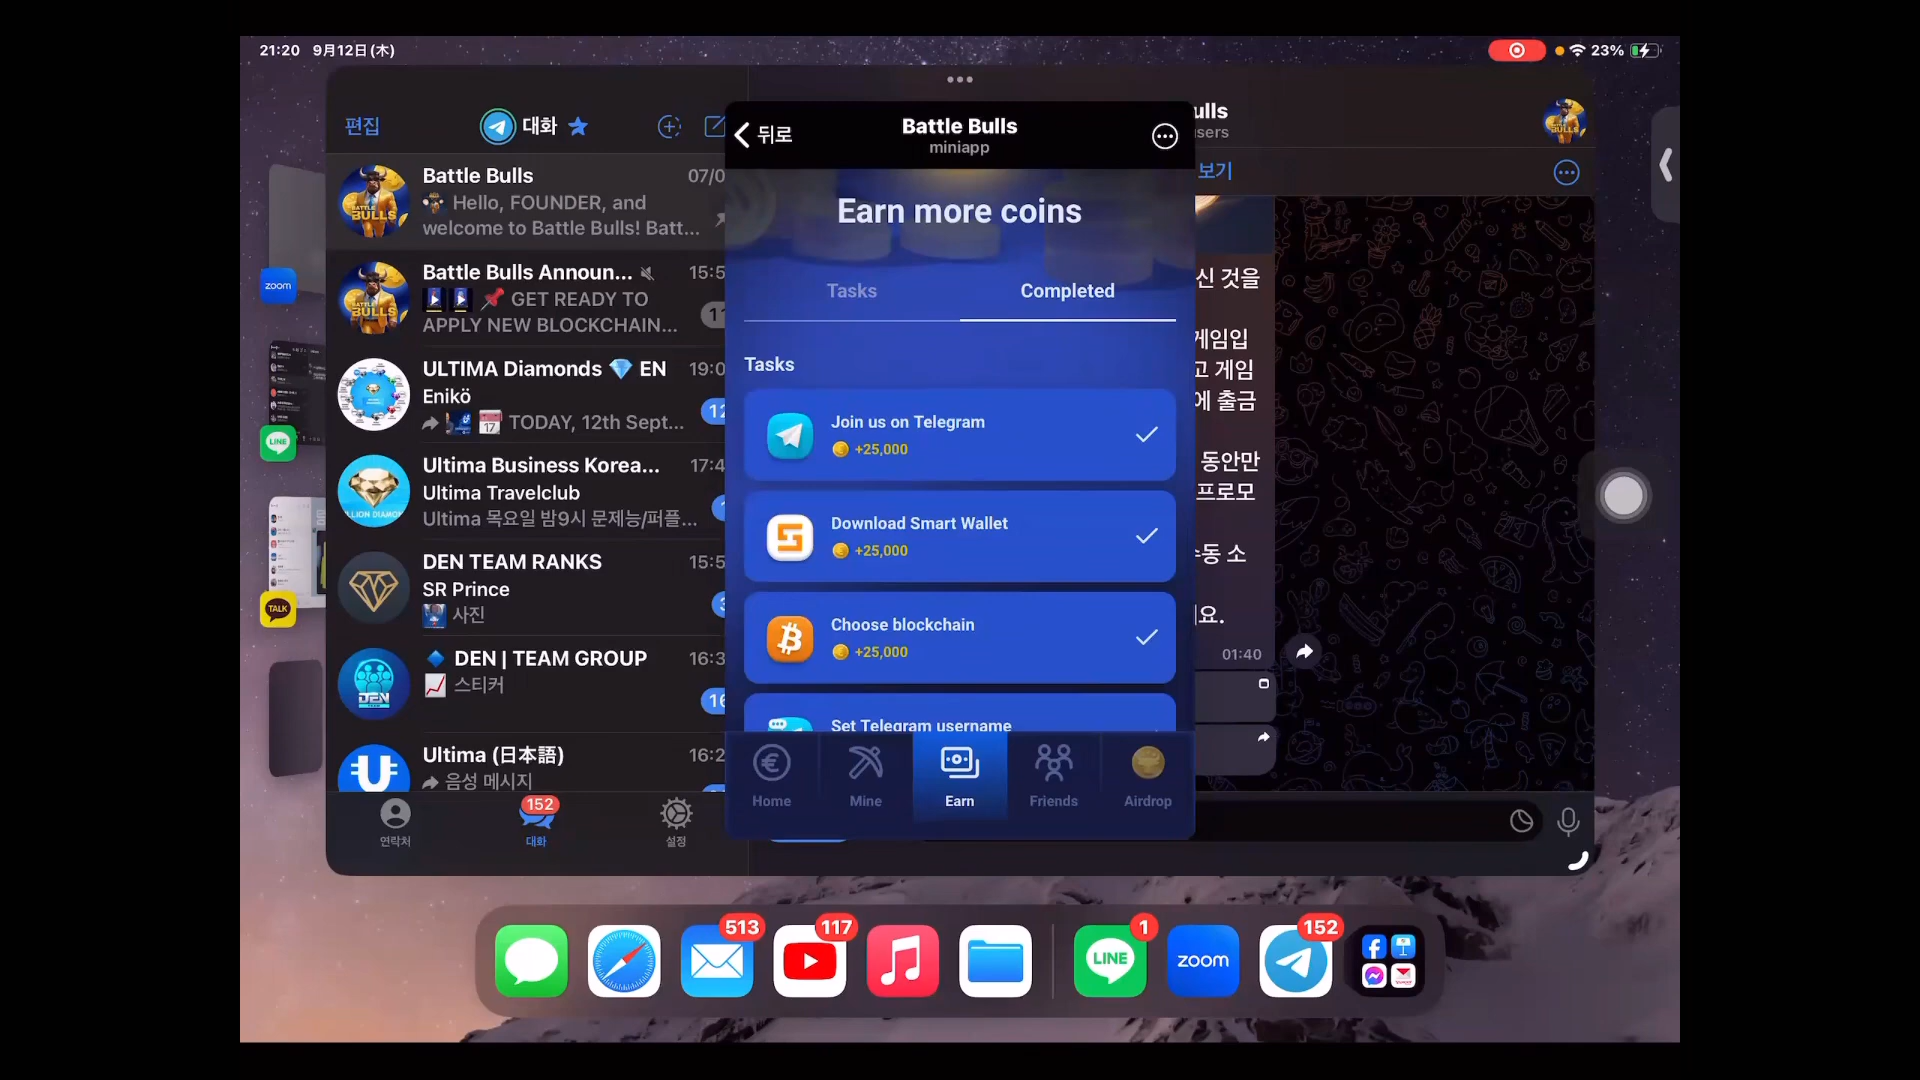 21:20 9月12日(木)
23%
편집
대화
Battle Bulls
07/0
Hello, FOUNDER, and
welcome to Battle Bulls! Batt...
Battle Bulls Announ...
15:5
GET READY TO
APPLY NEW BLOCKCHAIN...
11
ULTIMA Diamonds 💎 EN
19:0
Enikö
TODAY, 12th Sept...
12
Ultima Business Korea...
17:4
Ultima Travelclub
Ultima 목요일 밤9시 문제능/퍼플...
DEN TEAM RANKS
15:5
SR Prince
사진
DEN | TEAM GROUP
16:3
스티커
16
Ultima (日本語)
16:2
음성 메시지
연락처
152
대화
설정
뒤로
Battle Bulls
miniapp
Earn more coins
Tasks
Completed
Tasks
Join us on Telegram
+25,000
Download Smart Wallet
+25,000
Choose blockchain
+25,000
Set Telegram username
Home
Mine
Earn
Friends
Airdrop
ulls
sers
보기
신 것을
게임입
고 게임
에 출금
동안만
프로모
수동 소
요.
01:40
zoom
LINE
TALK
513
117
1
LINE
zoom
152